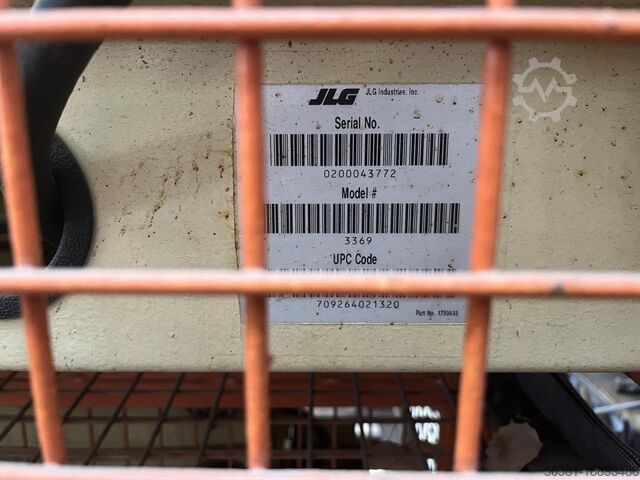 JLG JLG Industries, Inc.
Serial No.
0200043772
Model #
3369
UPC Code
709264021320
Part No. 1703633